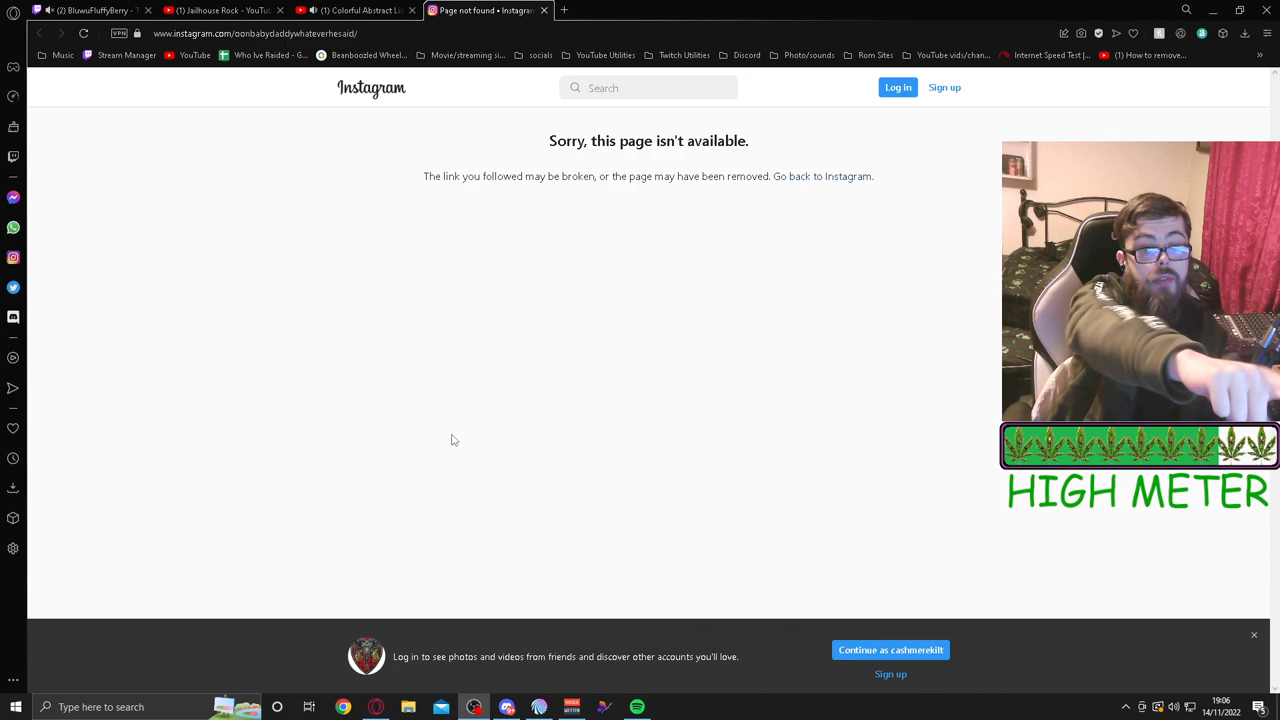 (2) BluwuFluffyBerry - T
(1) Jailhouse Rock - YouTu
(1) Colorful Abstract Li
Page not found • Instagram
VPN
www.instagram.com/oonbabydaddywhateverhesaid/
Music
Stream Manager
YouTube
Who Ive Raided - G...
Beanboozled Wheel...
Movie/streaming si...
socials
YouTube Utilities
Twitch Utilities
Discord
Photo/sounds
Rom Sites
YouTube vids/chan...
Internet Speed Test |...
(1) How to remove...
Instagram
Search
Log in
Sign up
Sorry, this page isn't available.
The link you followed may be broken, or the page may have been removed. Go back to Instagram.
HIGH METER
Log in to see photos and videos from friends and discover other accounts you'll love.
Continue as cashmerekilt
Sign up
Type here to search
19:06
14/11/2022